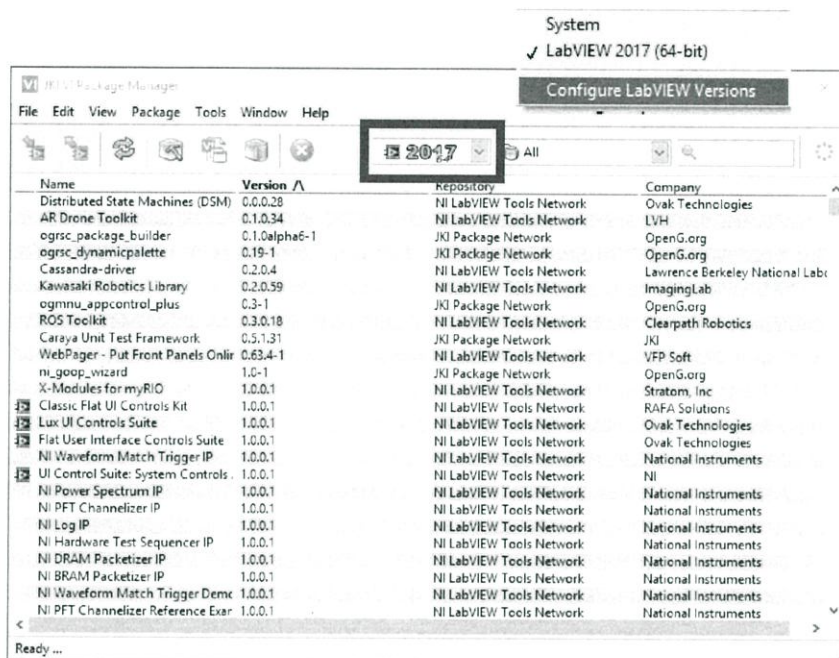 System
✓ LabVIEW 2017 (64-bit)
Configure LabVIEW Versions
JKI VI Package Manager
File Edit View Package Tools Window Help
2017 All
Name Version /\ Repository Company
Distributed State Machines (DSM) 0.0.0.28 NI LabVIEW Tools Network Ovak Technologies
AR Drone Toolkit 0.1.0.34 NI LabVIEW Tools Network LVH
ogrsc_package_builder 0.1.0alpha6-1 JKI Package Network OpenG.org
ogrsc_dynamicpalette 0.19-1 JKI Package Network OpenG.org
Cassandra-driver 0.2.0.4 NI LabVIEW Tools Network Lawrence Berkeley National Labc
Kawasaki Robotics Library 0.2.0.59 NI LabVIEW Tools Network ImagingLab
ogmnu_appcontrol_plus 0.3-1 JKI Package Network OpenG.org
ROS Toolkit 0.3.0.18 NI LabVIEW Tools Network Clearpath Robotics
Caraya Unit Test Framework 0.5.1.31 JKI Package Network JKI
WebPager - Put Front Panels Onlir 0.63.4-1 NI LabVIEW Tools Network VFP Soft
ni_goop_wizard 1.0-1 JKI Package Network OpenG.org
X-Modules for myRIO 1.0.0.1 NI LabVIEW Tools Network Stratom, Inc
Classic Flat UI Controls Kit 1.0.0.1 NI LabVIEW Tools Network RAFA Solutions
Lux UI Controls Suite 1.0.0.1 NI LabVIEW Tools Network Ovak Technologies
Flat User Interface Controls Suite 1.0.0.1 NI LabVIEW Tools Network Ovak Technologies
NI Waveform Match Trigger IP 1.0.0.1 NI LabVIEW Tools Network National Instruments
UI Control Suite: System Controls . 1.0.0.1 NI LabVIEW Tools Network NI
NI Power Spectrum IP 1.0.0.1 NI LabVIEW Tools Network National Instruments
NI PFT Channelizer IP 1.0.0.1 NI LabVIEW Tools Network National Instruments
NI Log IP 1.0.0.1 NI LabVIEW Tools Network National Instruments
NI Hardware Test Sequencer IP 1.0.0.1 NI LabVIEW Tools Network National Instruments
NI DRAM Packetizer IP 1.0.0.1 NI LabVIEW Tools Network National Instruments
NI BRAM Packetizer IP 1.0.0.1 NI LabVIEW Tools Network National Instruments
NI Waveform Match Trigger Demc 1.0.0.1 NI LabVIEW Tools Network National Instruments
NI PFT Channelizer Reference Exar 1.0.0.1 NI LabVIEW Tools Network National Instruments
Ready ...